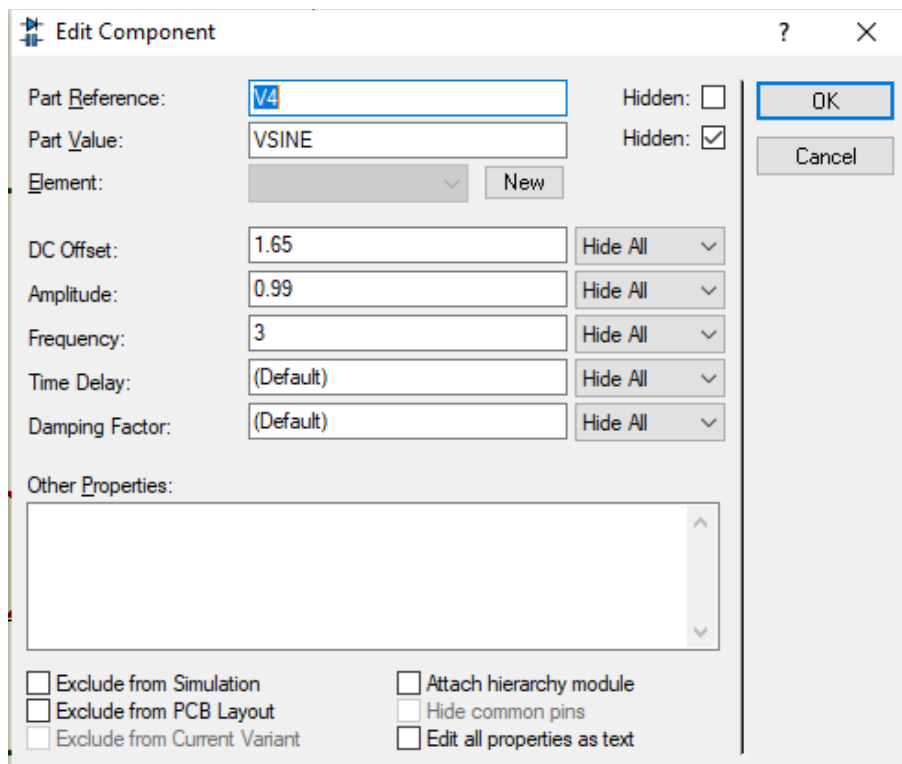 Edit Component ? ×
Part Reference: V4 Hidden:
Part Value: VSINE Hidden:
Element: New
DC Offset: 1.65 Hide All
Amplitude: 0.99 Hide All
Frequency: 3 Hide All
Time Delay: (Default) Hide All
Damping Factor: (Default) Hide All
Other Properties:
Exclude from Simulation Attach hierarchy module
Exclude from PCB Layout Hide common pins
Exclude from Current Variant Edit all properties as text
OK
Cancel